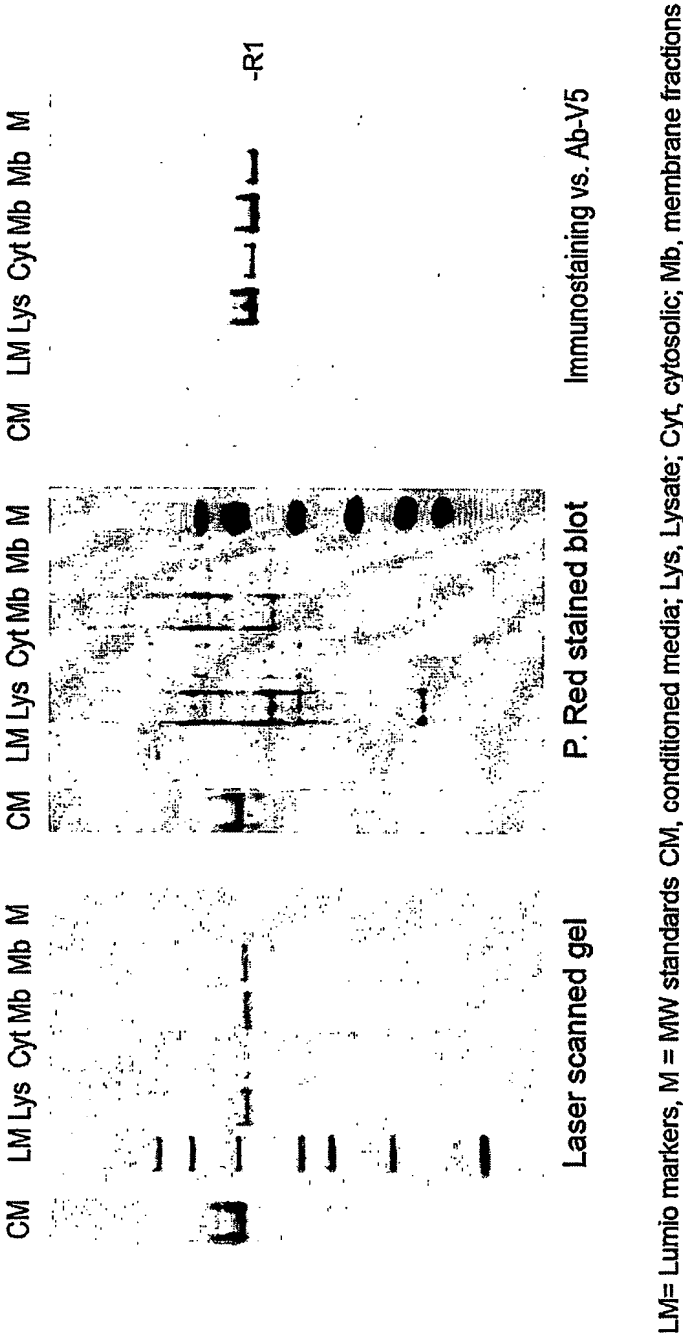 CM LM Lys Cyt Mb Mb M
Laser scanned gel
CM LM Lys Cyt Mb Mb M
P. Red stained blot
CM LM Lys Cyt Mb Mb M
-R1
Immunostaining vs. Ab-V5
LM= Lumio markers, M = MW standards CM, conditioned media; Lys, Lysate; Cyt, cytosolic; Mb, membrane fractions